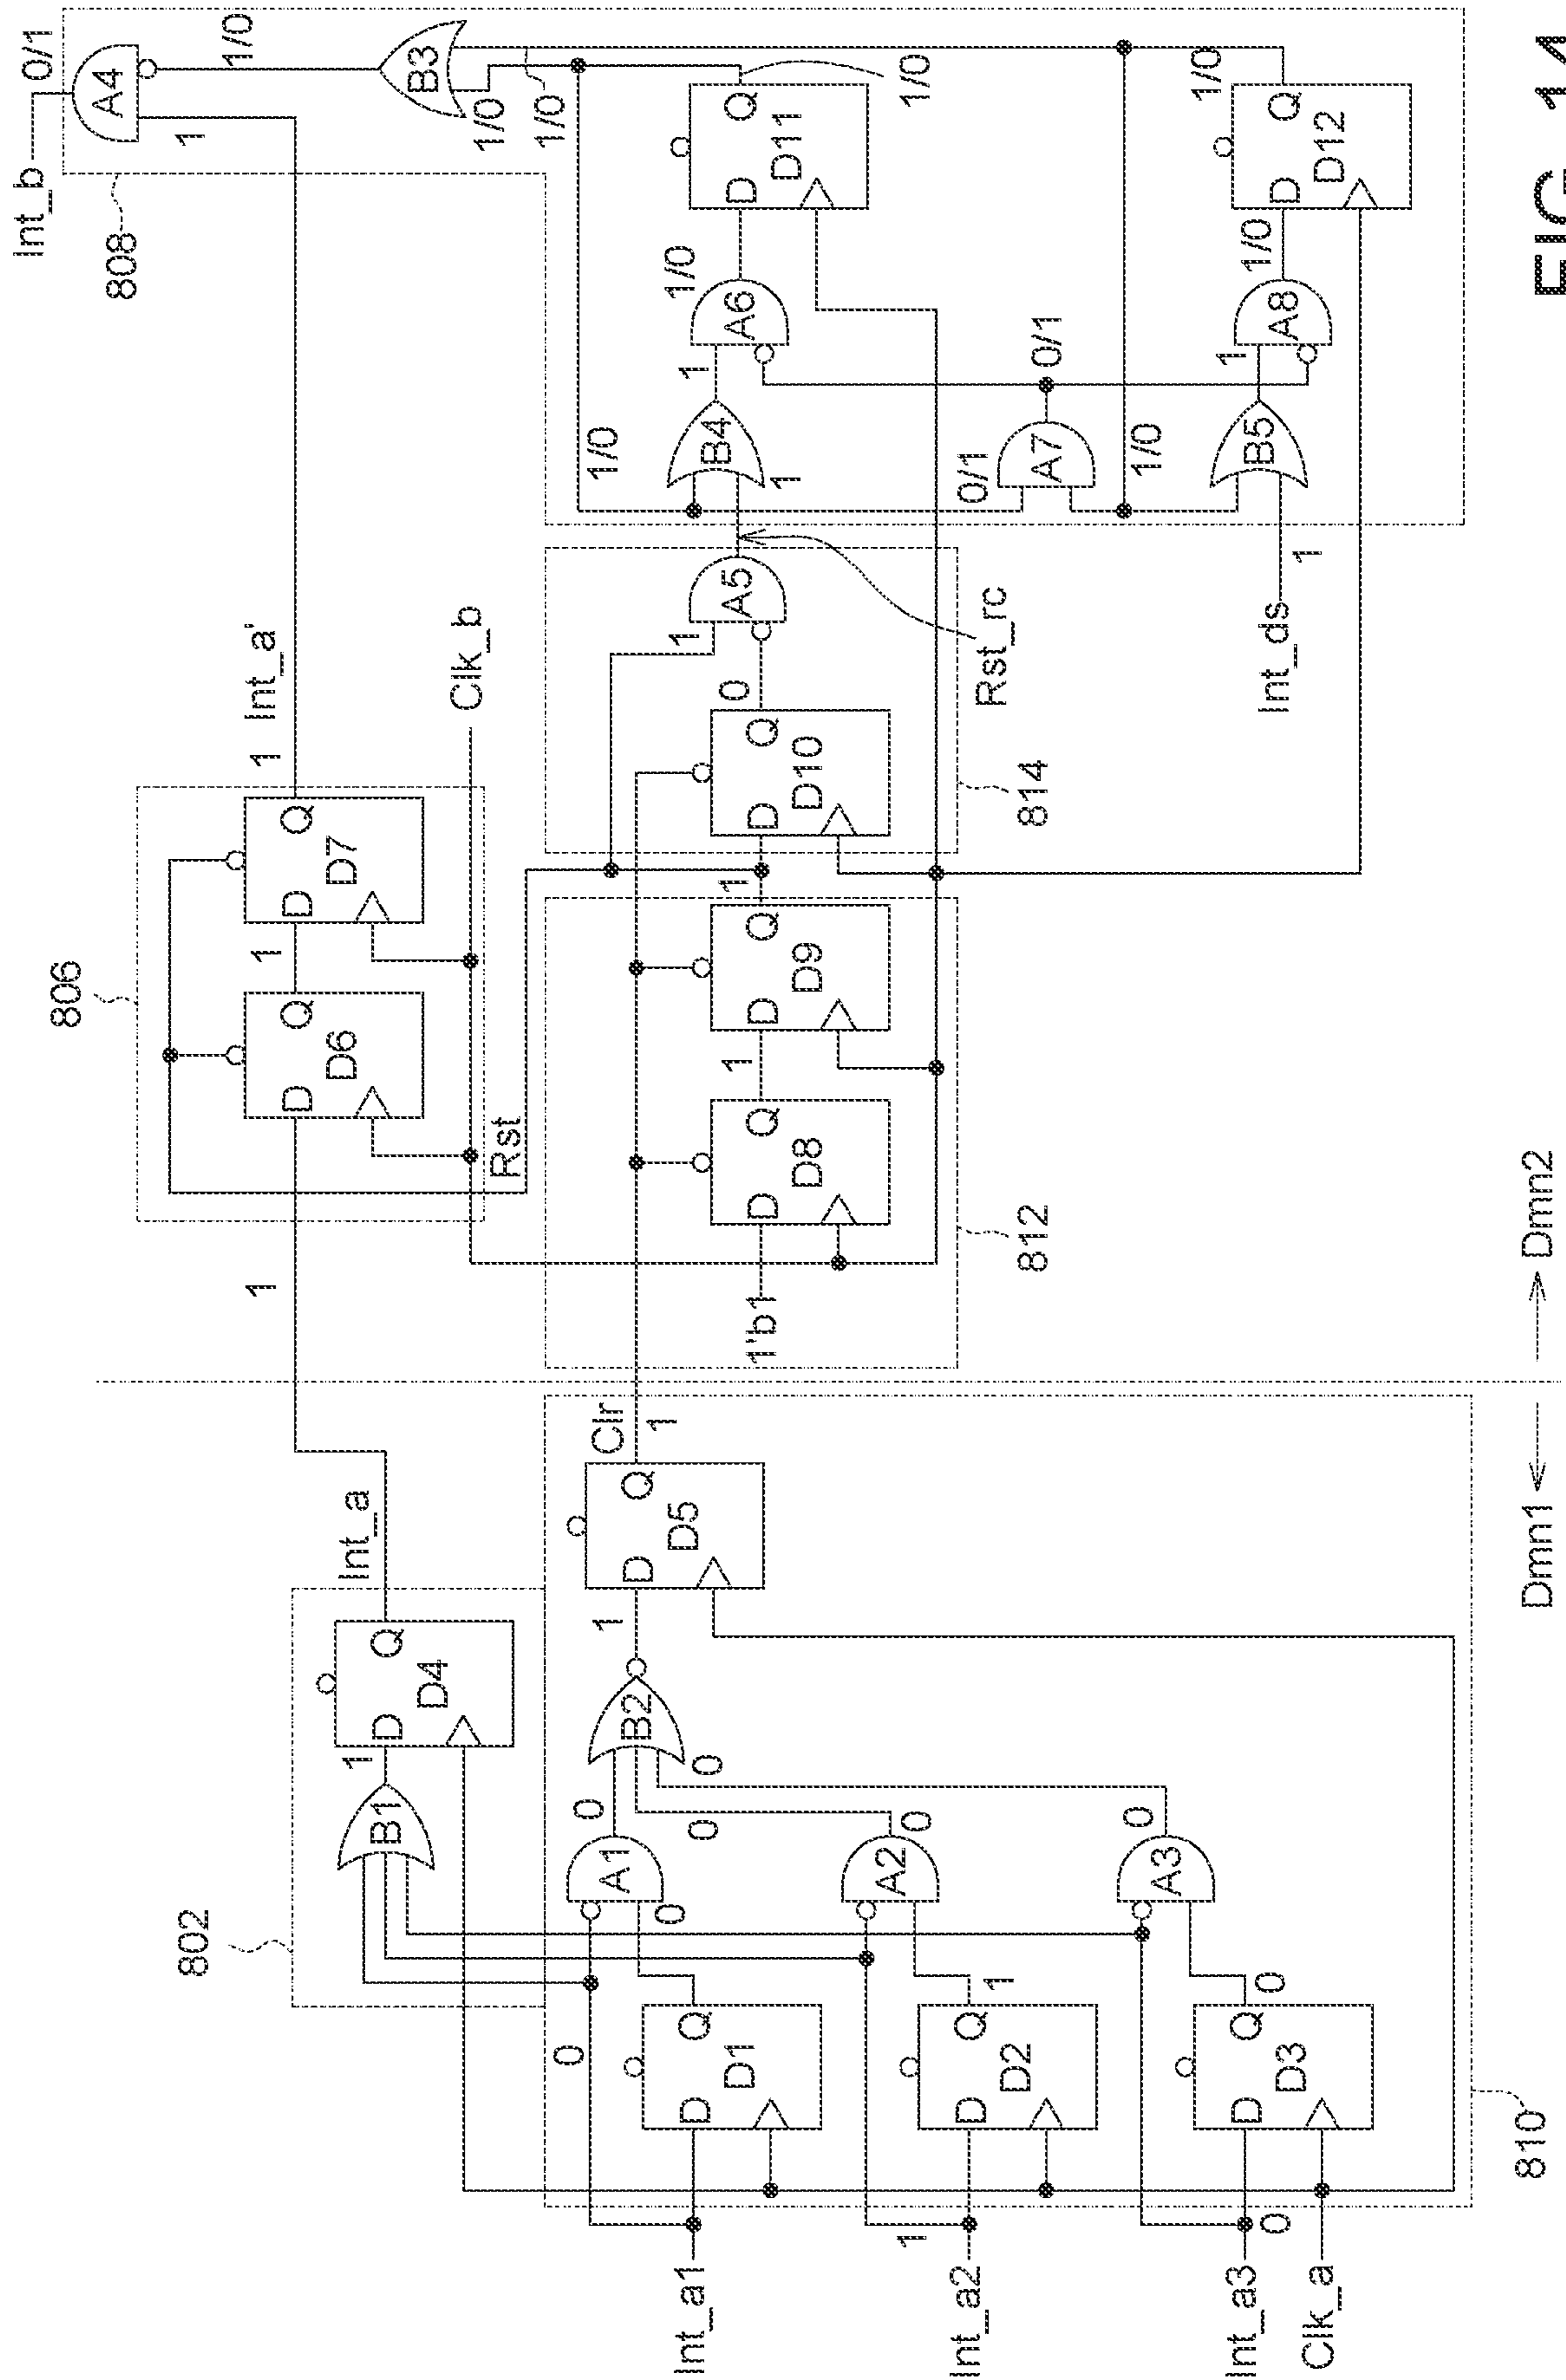 802
806
Int_b
0/1
808
Int_a
1
1
1
Int_a'
1
A4
1/0
B1
1
D
Q
D4
D
Q
D6
D
Q
D7
1
B3
1/0
1/0
Clk_b
Rst
0
A1
0
0
B2
1
D
Q
D5
Clr
1
Int_a1
D
Q
D1
0
0
1'b1
D
Q
D8
1
D
Q
D9
1
D
Q
D10
0
1
A5
1/0
B4
1
1
A6
1/0
D
Q
D11
1/0
1
Int_a2
D
Q
D2
1
A2
0
812
814
Rst_rc
0/1
A7
0/1
1/0
Int_a3
0
D
Q
D3
0
A3
0
Int_ds
1
B5
1
A8
1/0
D
Q
D12
1/0
Clk_a
810
Dmn1
Dmn2